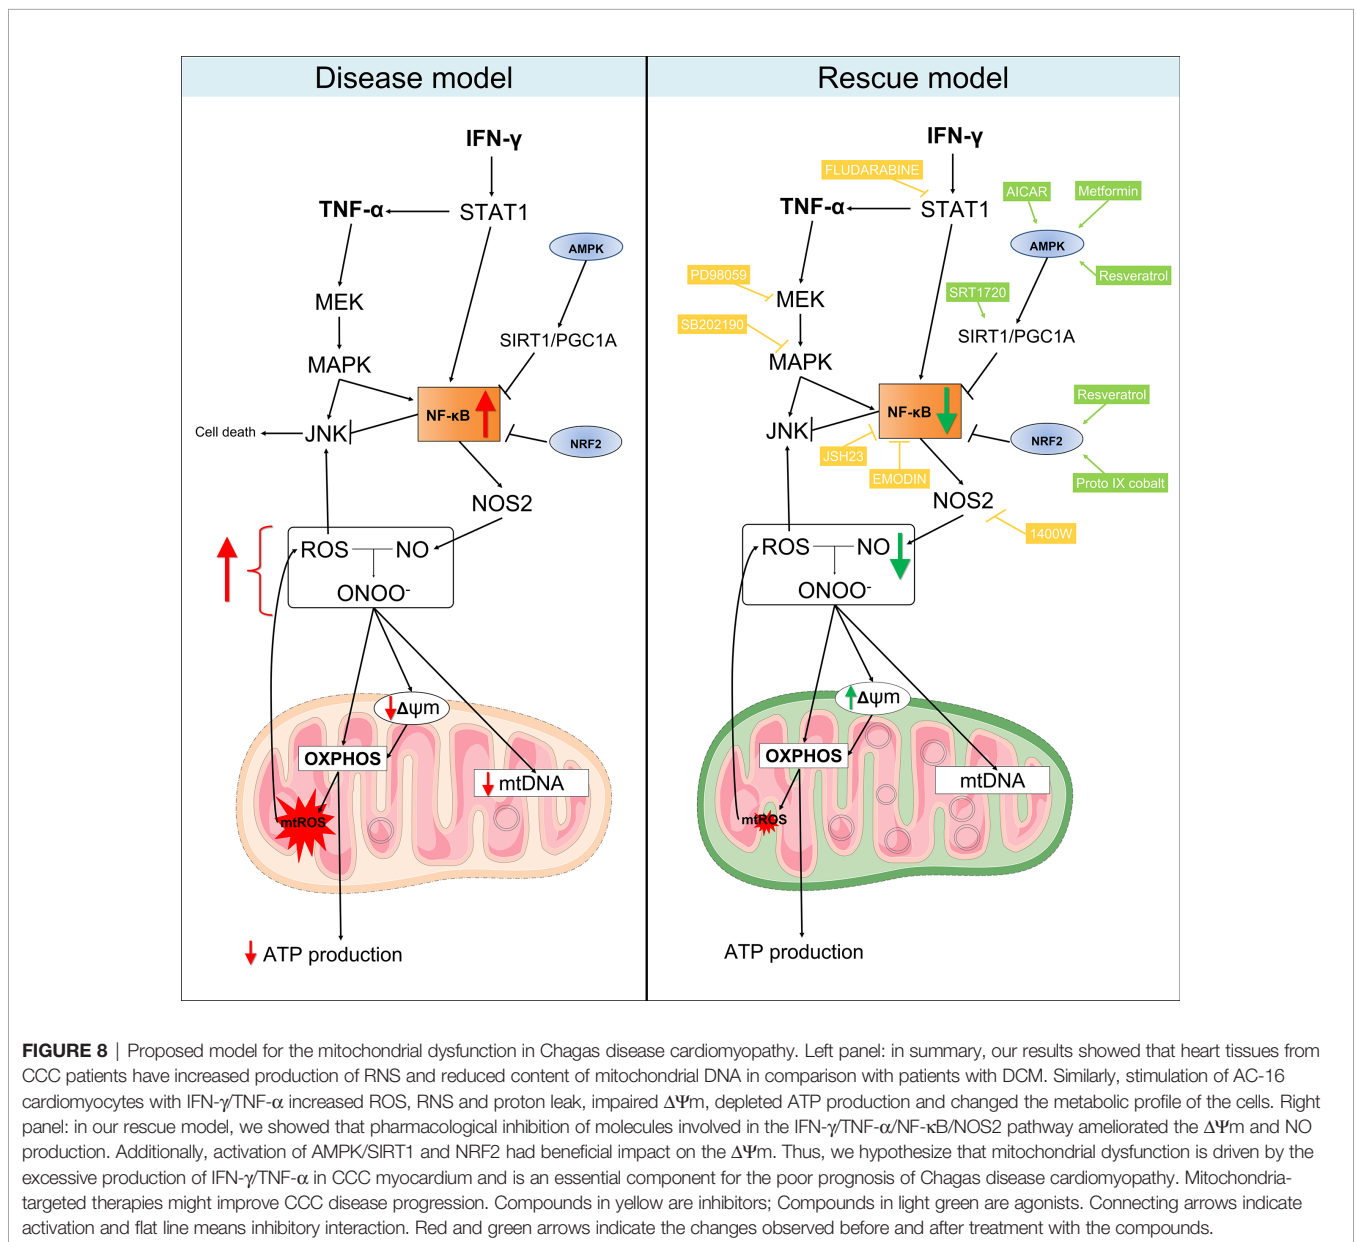 Disease model
IFN-γ
TNF-α
STAT1
AMPK
MEK
SIRT1/PGC1A
MAPK
NF-κB
Cell death
JNK
NRF2
NOS2
ROS
NO
ONOO-
Δψm
OXPHOS
mtDNA
mtROS
ATP production
Rescue model
IFN-γ
FLUDARABINE
AICAR
Metformin
TNF-α
STAT1
AMPK
Resveratrol
PD98059
MEK
SRT1720
SB202190
SIRT1/PGC1A
MAPK
NF-κB
Resveratrol
JNK
NRF2
JSH23
EMODIN
Proto IX cobalt
NOS2
1400W
ROS
NO
ONOO-
Δψm
OXPHOS
mtDNA
mtROS
ATP production
FIGURE 8 | Proposed model for the mitochondrial dysfunction in Chagas disease cardiomyopathy. Left panel: in summary, our results showed that heart tissues from
CCC patients have increased production of RNS and reduced content of mitochondrial DNA in comparison with patients with DCM. Similarly, stimulation of AC-16
cardiomyocytes with IFN-γ/TNF-α increased ROS, RNS and proton leak, impaired ΔΨm, depleted ATP production and changed the metabolic profile of the cells. Right
panel: in our rescue model, we showed that pharmacological inhibition of molecules involved in the IFN-γ/TNF-α/NF-κB/NOS2 pathway ameliorated the ΔΨm and NO
production. Additionally, activation of AMPK/SIRT1 and NRF2 had beneficial impact on the ΔΨm. Thus, we hypothesize that mitochondrial dysfunction is driven by the
excessive production of IFN-γ/TNF-α in CCC myocardium and is an essential component for the poor prognosis of Chagas disease cardiomyopathy. Mitochondria-
targeted therapies might improve CCC disease progression. Compounds in yellow are inhibitors; Compounds in light green are agonists. Connecting arrows indicate
activation and flat line means inhibitory interaction. Red and green arrows indicate the changes observed before and after treatment with the compounds.